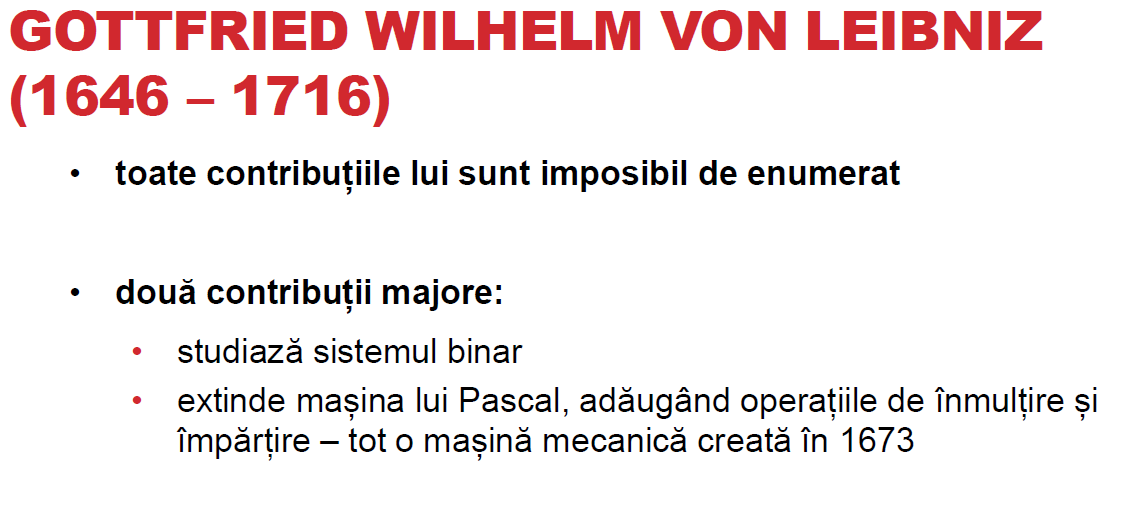 GOTTFRIED WILHELM VON LEIBNIZ
(1646 – 1716)
• toate contribuțiile lui sunt imposibil de enumerat
• două contribuții majore:
• studiază sistemul binar
• extinde mașina lui Pascal, adăugând operațiile de înmulțire și
împărțire – tot o mașină mecanică creată în 1673